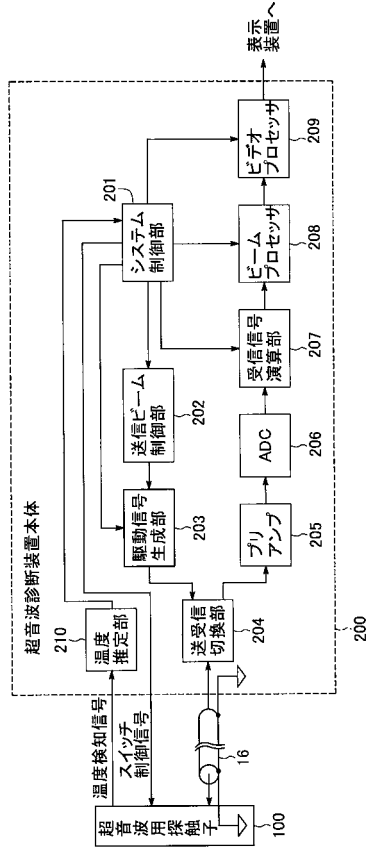 超音波診断装置本体
表示
装置へ
201
システム
制御部
ビデオ
プロセッサ
209
ビーム
プロセッサ
208
受信信号
演算部
207
送信ビーム
制御部
202
ADC
206
駆動信号
生成部
203
プリ
アンプ
205
210
温度
推定部
送受信
切換部
204
200
温度検知信号
スイッチ
制御信号
16
超音波用探触子
100